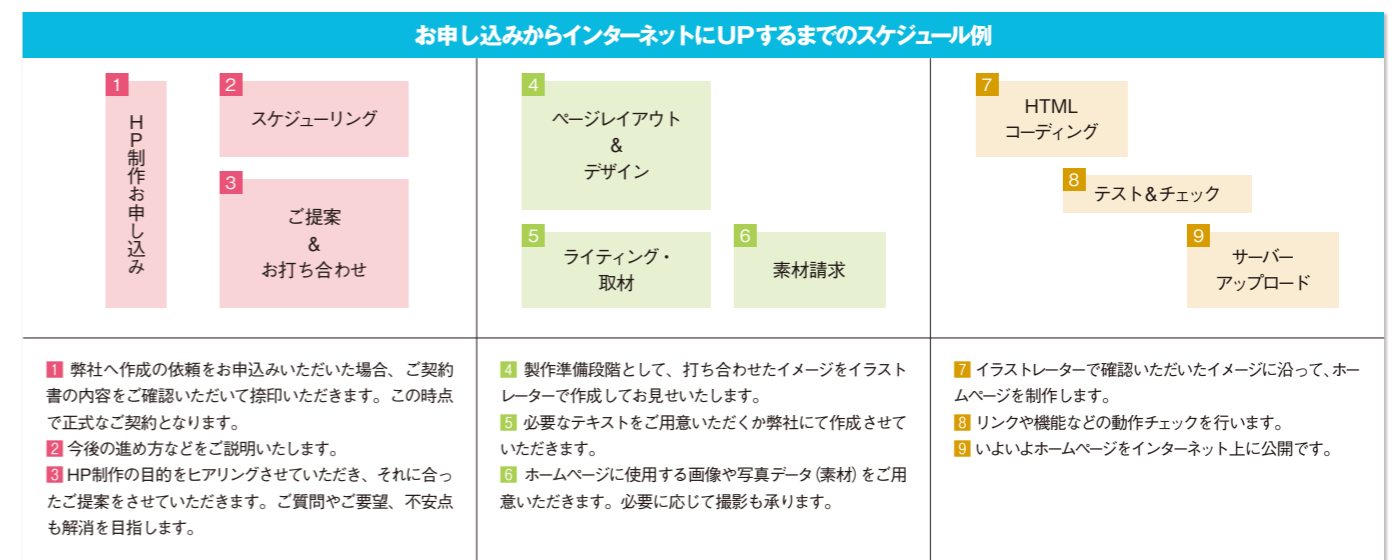 お申し込みからインターネットにUPするまでのスケジュール例
1
HP制作お申し込み
2
スケジューリング
3
ご提案
&
お打ち合わせ
4
ページレイアウト
&
デザイン
5
ライティング・
取材
6
素材請求
7
HTML
コーディング
8
テスト&チェック
9
サーバー
アップロード
1 弊社へ作成の依頼をお申込みいただいた場合、ご契約
書の内容をご確認いただいて捺印いただきます。この時点
で正式なご契約となります。
2 今後の進め方などをご説明いたします。
3 HP制作の目的をヒアリングさせていただき、それに合っ
たご提案をさせていただきます。ご質問やご要望、不安点
も解消を目指します。
4 製作準備段階として、打ち合わせたイメージをイラスト
レーターで作成してお見せいたします。
5 必要なテキストをご用意いただくか弊社にて作成させて
いただきます。
6 ホームページに使用する画像や写真データ(素材)をご用
意いただきます。必要に応じて撮影も承ります。
7 イラストレーターで確認いただいたイメージに沿って、ホー
ムページを制作します。
8 リンクや機能などの動作チェックを行います。
9 いよいよホームページをインターネット上に公開です。